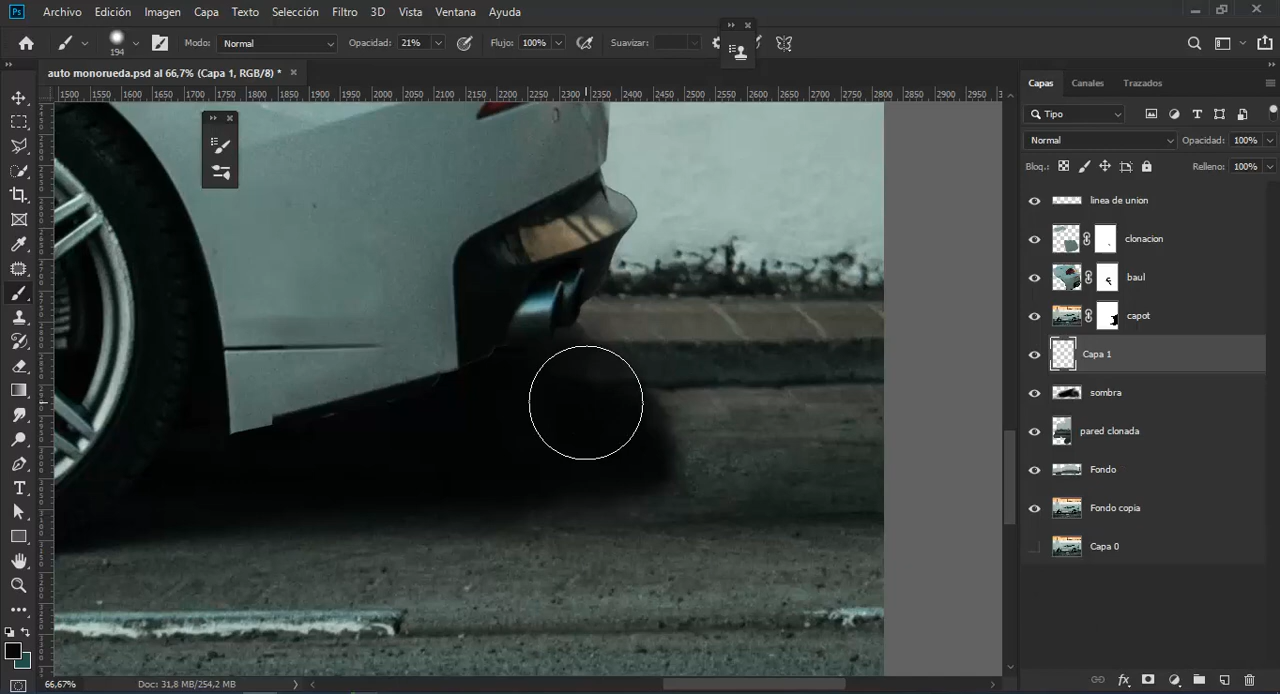 Ps Archivo Edición Imagen Capa Texto Selección Filtro 3D Vista Ventana Ayuda
194 Modo: Normal Opacidad: 21% Flujo: 100% Suavizar:
auto monorueda.psd al 66,7% (Capa 1, RGB/8) *
1500 1550 1600 1650 1700 1750 1800 1850 1900 1950 2000 2050 2100 2150 2200 2250 2300 2350 2400 2450 2500 2550 2600 2650 2700 2750 2800 2850 2900 2950
Capas Canales Trazados
Tipo
Normal Opacidad: 100%
Bloq.: Relleno: 100%
linea de union
clonacion
baul
capot
Capa 1
sombra
pared clonada
Fondo
Fondo copia
Capa 0
66,67% Doc: 31,8 MB/254,2 MB